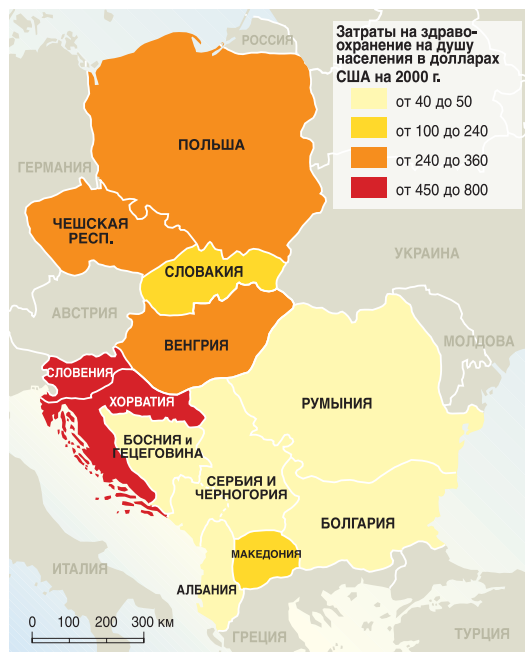 Затраты на здраво-
охранение на душу
населения в долларах
США на 2000 г.
от 40 до 50
от 100 до 240
от 240 до 360
от 450 до 800
РОССИЯ
ПОЛЬША
ГЕРМАНИЯ
ЧЕШСКАЯ
РЕСП.
УКРАИНА
СЛОВАКИЯ
АВСТРИЯ
МОЛДОВА
ВЕНГРИЯ
СЛОВЕНИЯ
ХОРВАТИЯ
РУМЫНИЯ
БОСНИЯ и
ГЕЦЕГОВИНА
СЕРБИЯ И
ЧЕРНОГОРИЯ
БОЛГАРИЯ
МАКЕДОНИЯ
ИТАЛИЯ
АЛБАНИЯ
ГРЕЦИЯ
ТУРЦИЯ
0 100 200 300 км